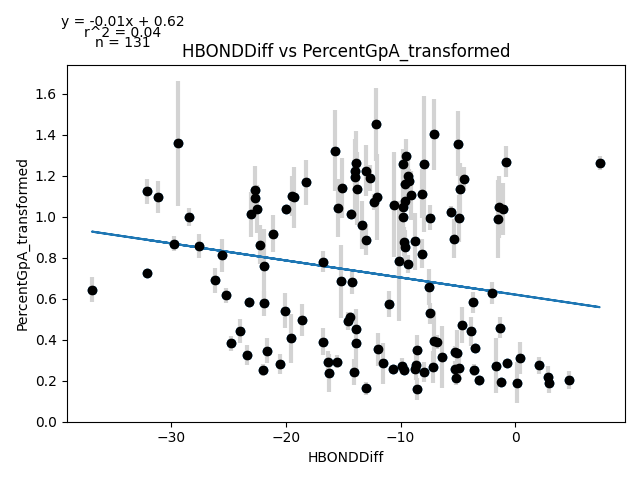 y = -0.01x + 0.62
r^2 = 0.04
n = 131
HBONDDiff vs PercentGpA_transformed
1.6
1.4
1.2
1.0
0.8
0.6
0.4
0.2
0.0
PercentGpA_transformed
−30 −20 −10 0
HBONDDiff